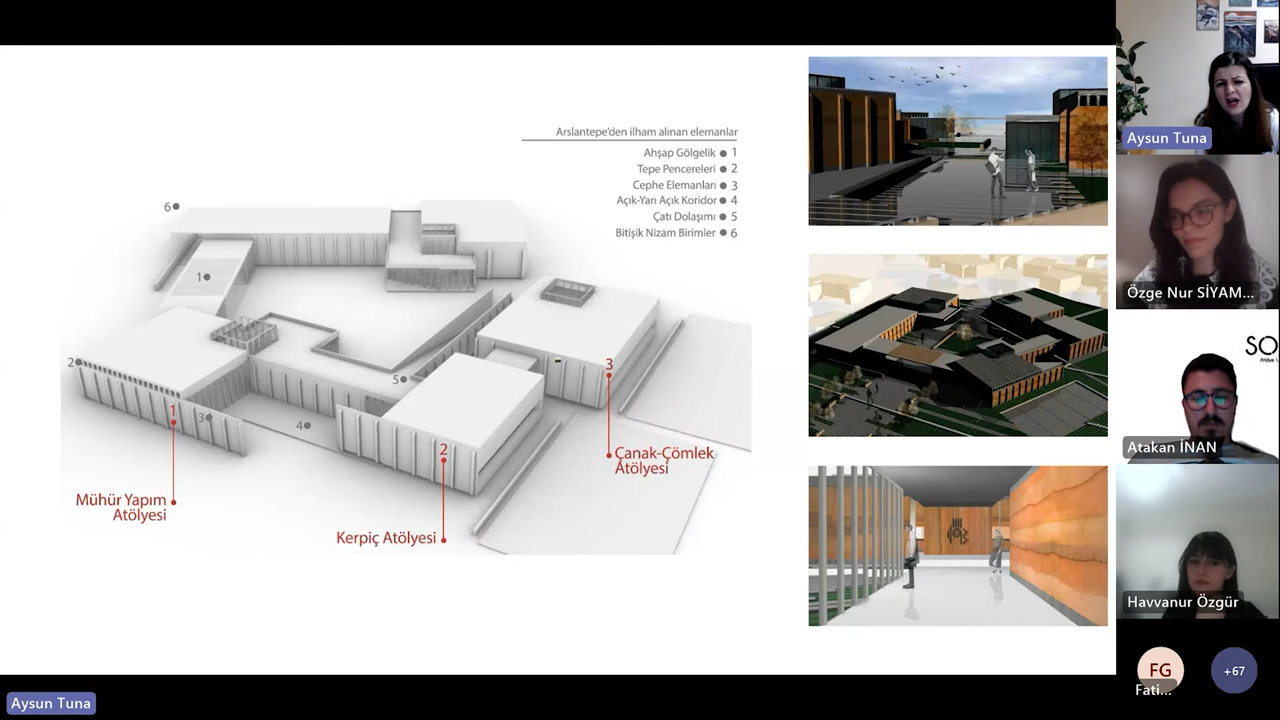 Arslantepe'den ilham alınan elemanlar
Ahşap Gölgelik 1
Tepe Pencereleri 2
Cephe Elemanları 3
Açık-Yarı Açık Koridor 4
Çatı Dolaşımı 5
Bitişik Nizam Birimler 6
6
1
2
3
4
5
1
2
3
Mühür Yapım
Atölyesi
Kerpiç Atölyesi
Çanak-Çömlek
Atölyesi
Aysun Tuna
Özge Nur SİYAM...
SO
Atakan İNAN
Havvanur Özgür
FG
Fati...
+67
Aysun Tuna